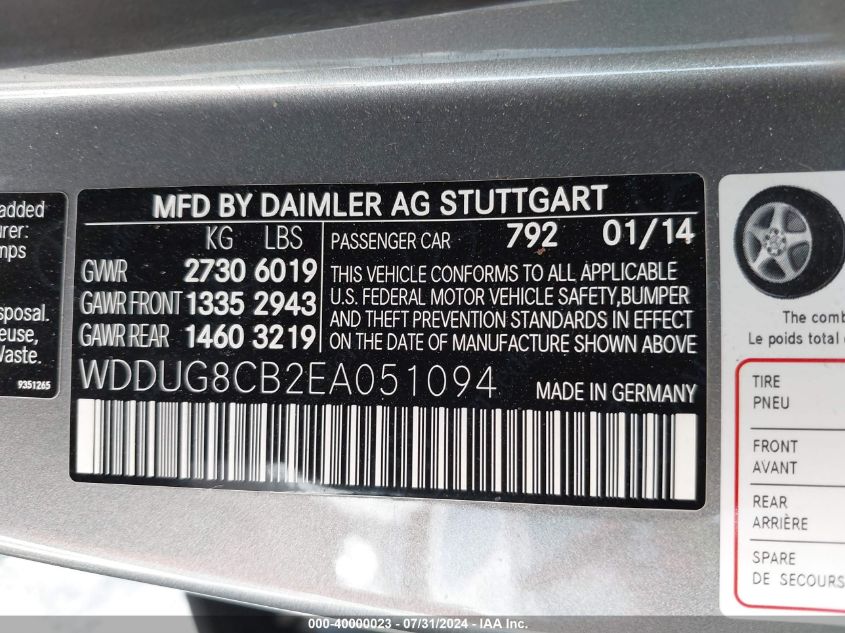 added
urer:
mps
sposal.
euse,
Waste.
9351265
MFD BY DAIMLER AG STUTTGART
KG LBS
GVWR 2730 6019
GAWR FRONT 1335 2943
GAWR REAR 1460 3219
PASSENGER CAR 792 01/14
THIS VEHICLE CONFORMS TO ALL APPLICABLE
U.S. FEDERAL MOTOR VEHICLE SAFETY,BUMPER
AND THEFT PREVENTION STANDARDS IN EFFECT
ON THE DATE OF MANUFACTURE SHOWN ABOVE
WDDUG8CB2EA051094
MADE IN GERMANY
The comb
Le poids total
TIRE
PNEU
FRONT
AVANT
REAR
ARRIÈRE
SPARE
DE SECOURS
000-40000023 - 07/31/2024 - IAA Inc.